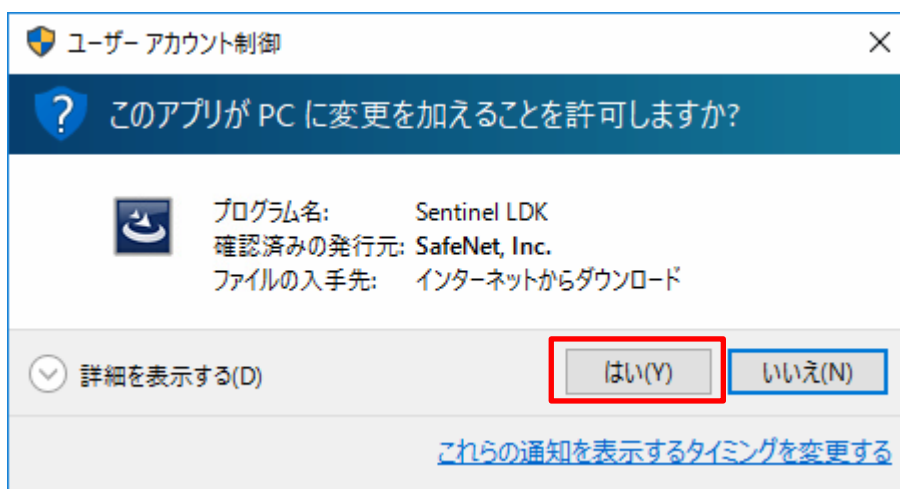 ユーザー アカウント制御
このアプリが PC に変更を加えることを許可しますか?
プログラム名: Sentinel LDK
確認済みの発行元: SafeNet, Inc.
ファイルの入手先: インターネットからダウンロード
詳細を表示する(D)
はい(Y)
いいえ(N)
これらの通知を表示するタイミングを変更する